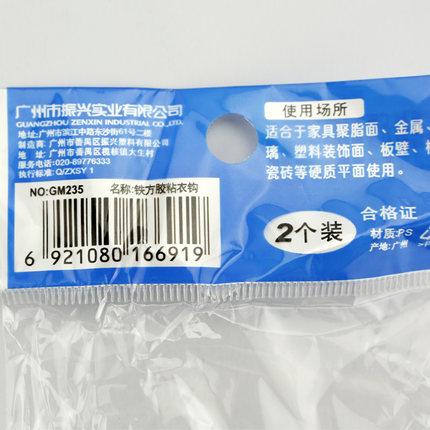 广州市振兴实业有限公司
GUANGZHOU ZENXIN INDUSTRIAL CO.,LTD.
地址:广州市滨江中路东沙街61号二楼
制造商:广州市番禺区振兴塑料有限公司
地址:广州市番禺区榄核镇大生村
服务电话:020-89776333
执行标准:Q/ZXSY 1
NO:GM235 名称:铁方胶粘衣钩
6 921080 166919
使用场所
适合于家具聚脂面、金属、
璃、塑料装饰面、板壁、
瓷砖等硬质平面使用。
2个装
合格证
材质:PS
产地:广州